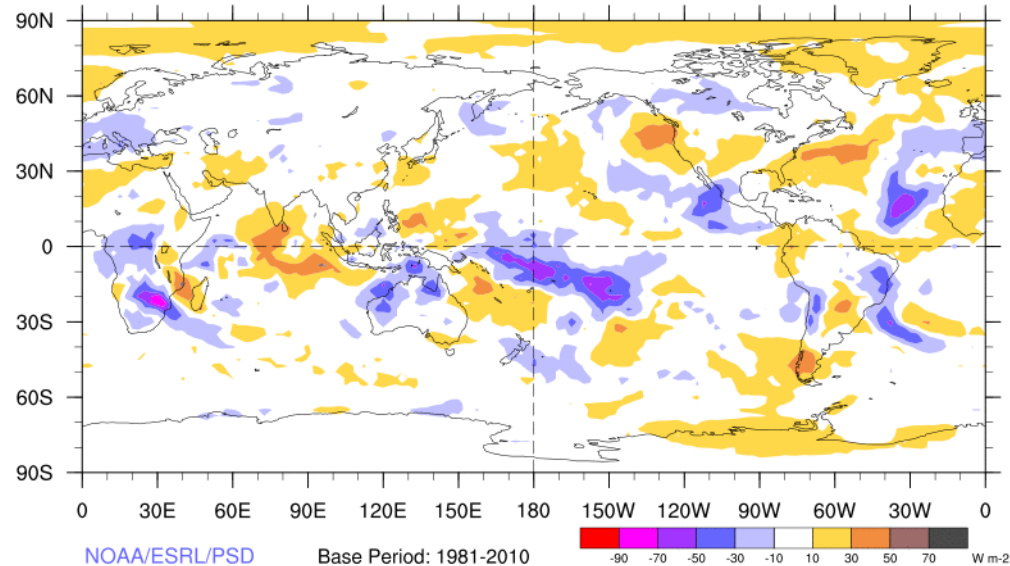 90N
60N
30N
0
30S
60S
90S
0 30E 60E 90E 120E 150E 180 150W 120W 90W 60W 30W 0
-90 -70 -50 -30 -10 10 30 50 70 W m-2
NOAA/ESRL/PSD Base Period: 1981-2010